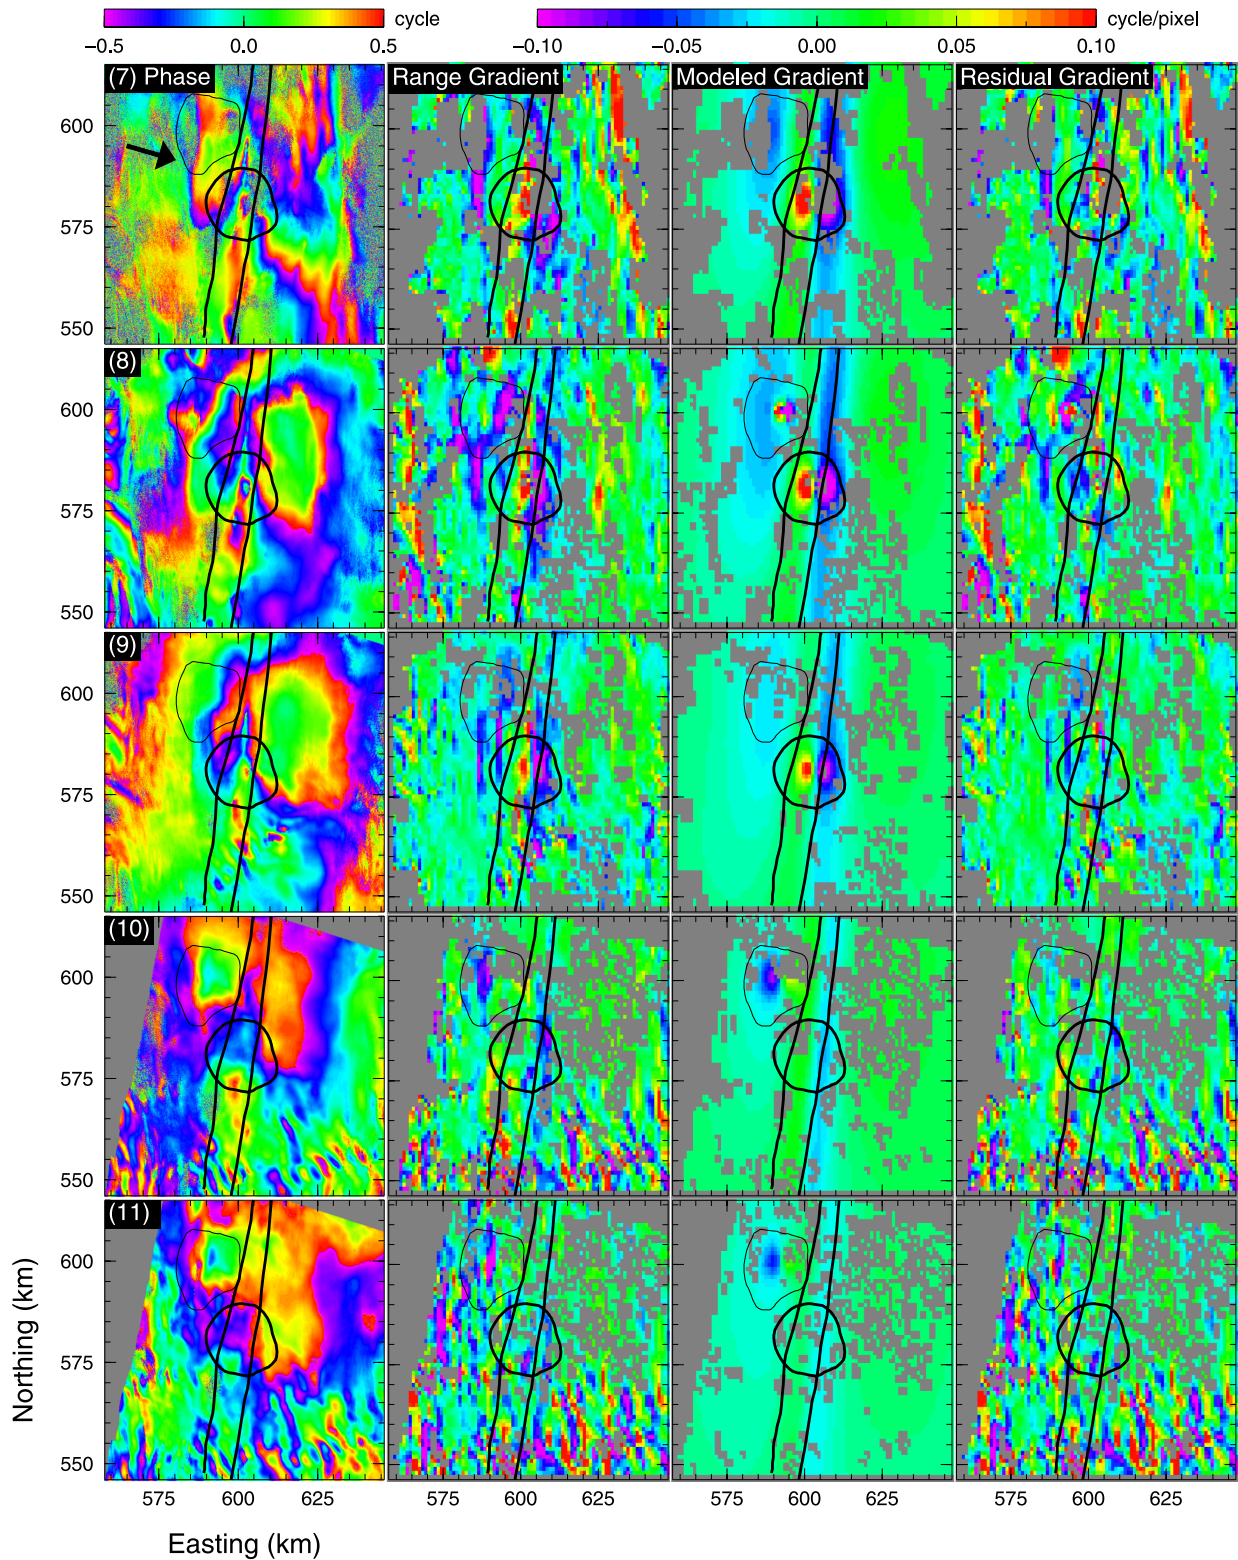 cycle
cycle/pixel
−0.5 0.0 0.5
−0.10 −0.05 0.00 0.05 0.10
(7) Phase
Range Gradient
Modeled Gradient
Residual Gradient
600
575
550
(8)
600
575
550
(9)
600
575
550
(10)
600
575
550
(11)
600
575
550
575 600 625
575 600 625
575 600 625
575 600 625
Northing (km)
Easting (km)